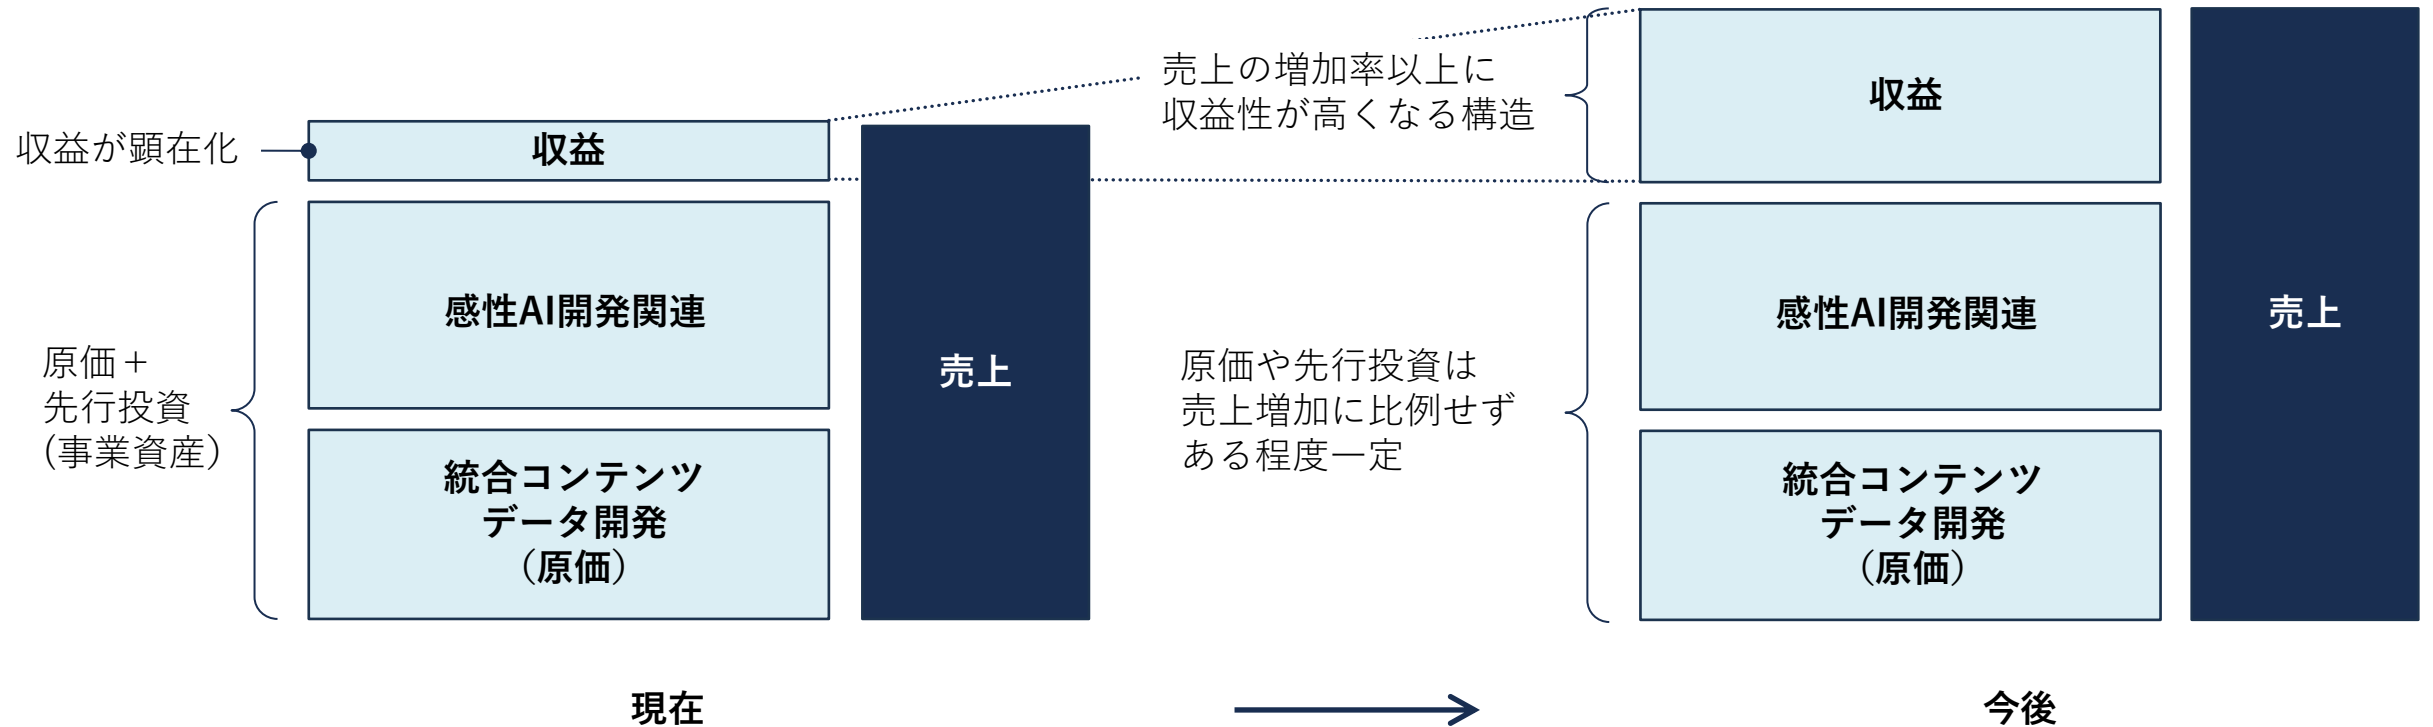 収益が顕在化
収益
原価＋
先行投資
(事業資産)
感性AI開発関連
統合コンテンツ
データ開発
(原価)
売上
現在
売上の増加率以上に
収益性が高くなる構造
収益
原価や先行投資は
売上増加に比例せず
ある程度一定
感性AI開発関連
統合コンテンツ
データ開発
(原価)
売上
今後